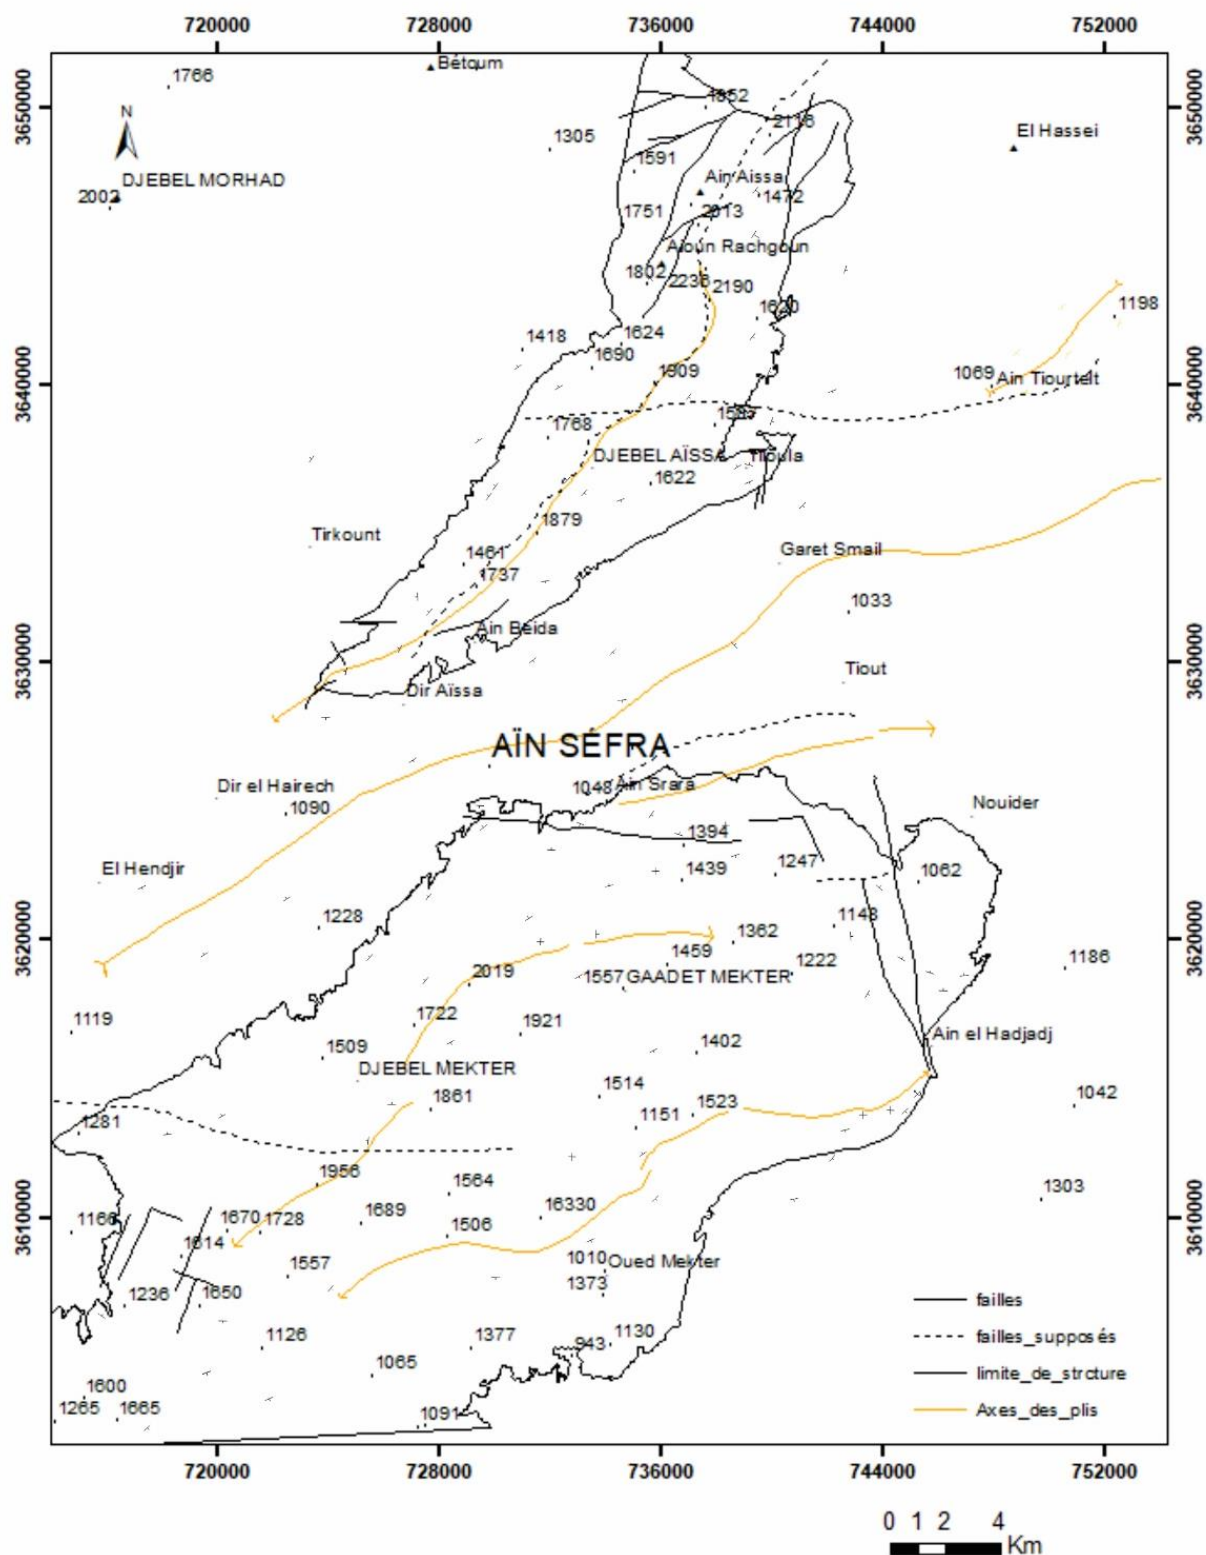 720000 728000 736000 744000 752000
Bétoum
1766
3650000 3650000
1852
N
2116
1305
El Hassei
1591
DJEBEL MORHAD
Ain Aissa
2002
1472
1751
2013
Aioun Rachgoun
1802
2236
2190
1198
1620
1624
1418
1690
3640000 3640000
1909
1069
Ain Tiourtelt
1587
1768
DJEBEL AÏSSA
Tiloula
1622
1879
Tirkount
1461
Garet Smail
1737
1033
Ain Beida
3630000 3630000
Tiout
Dir Aïssa
AÏN SEFRA
Dir el Hairech
1048
Ain Srara
1090
Nouider
1394
El Hendjir
1439
1247
1062
1228
1143
1362
3620000 3620000
1459
1186
2019
1557
GAADET MEKTER
1222
1119
1722
1921
Ain el Hadjadj
1509
1402
DJEBEL MEKTER
1861
1514
1042
1151
1523
1281
1956
1564
1303
16330
3610000 3610000
1166
1670
1728
1689
1506
1614
1557
1010
Oued Mekter
1373
1236
1650
failles
1126
1377
943
1130
failles_supposés
1065
limite_de_strcture
1600
1265
1665
1091
Axes_des_plis
720000 728000 736000 744000 752000
0 1 2 4
Km